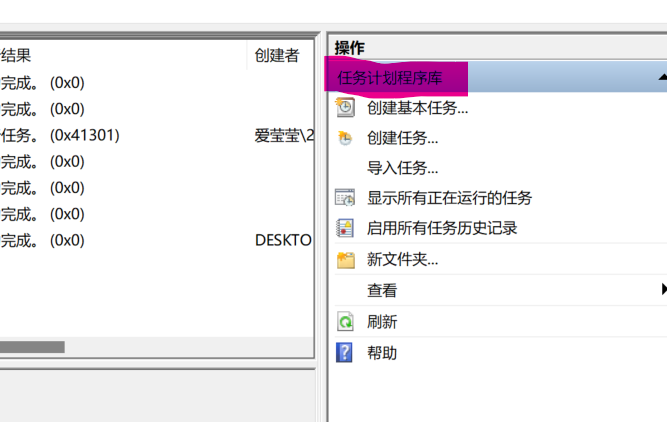 结果 创建者
完成。 (0x0)
完成。 (0x0)
任务。 (0x41301) 爱莹莹\2
完成。 (0x0)
完成。 (0x0)
完成。 (0x0)
完成。 (0x0) DESKTO
操作
任务计划程序库
创建基本任务...
创建任务...
导入任务...
显示所有正在运行的任务
启用所有任务历史记录
新文件夹...
查看
刷新
帮助